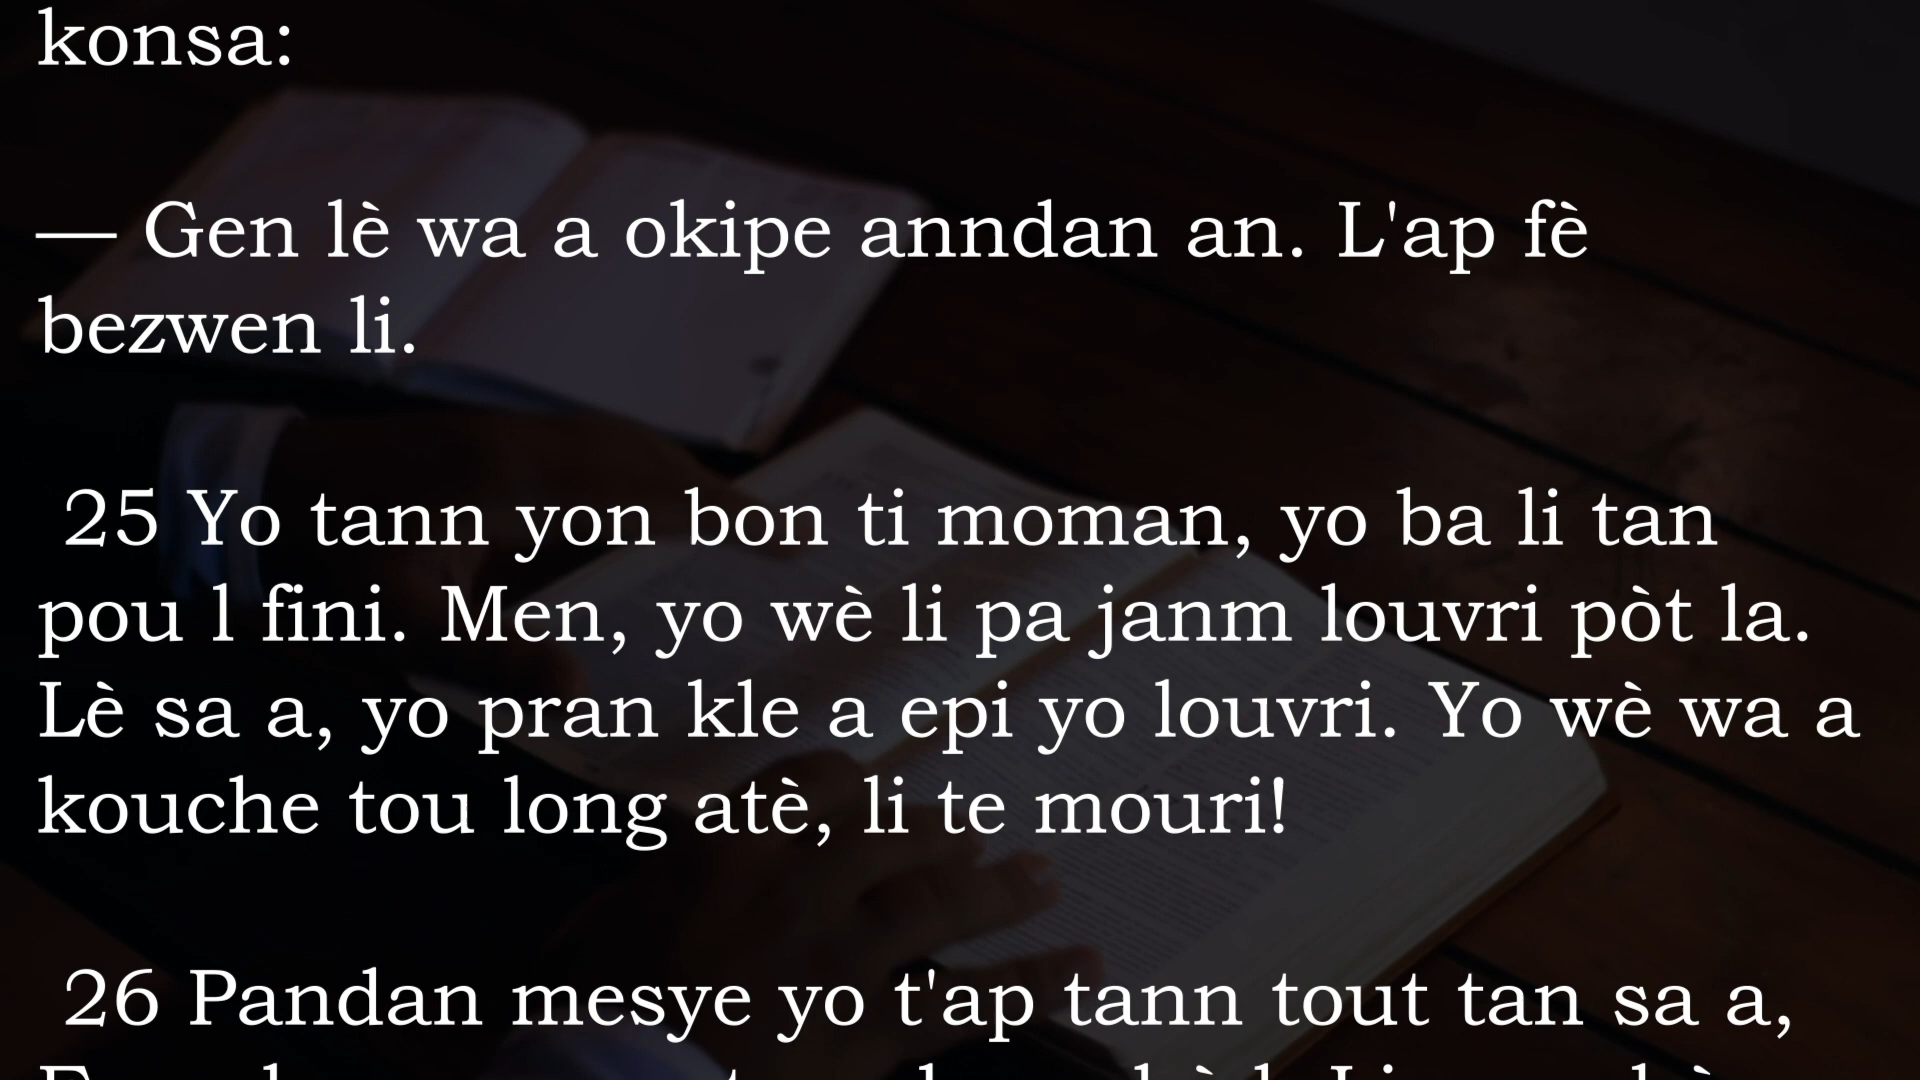 konsa:
— Gen lè wa a okipe anndan an. L'ap fè
bezwen li.
25 Yo tann yon bon ti moman, yo ba li tan
pou l fini. Men, yo wè li pa janm louvri pòt la.
Lè sa a, yo pran kle a epi yo louvri. Yo wè wa a
kouche tou long atè, li te mouri!
26 Pandan mesye yo t'ap tann tout tan sa a,